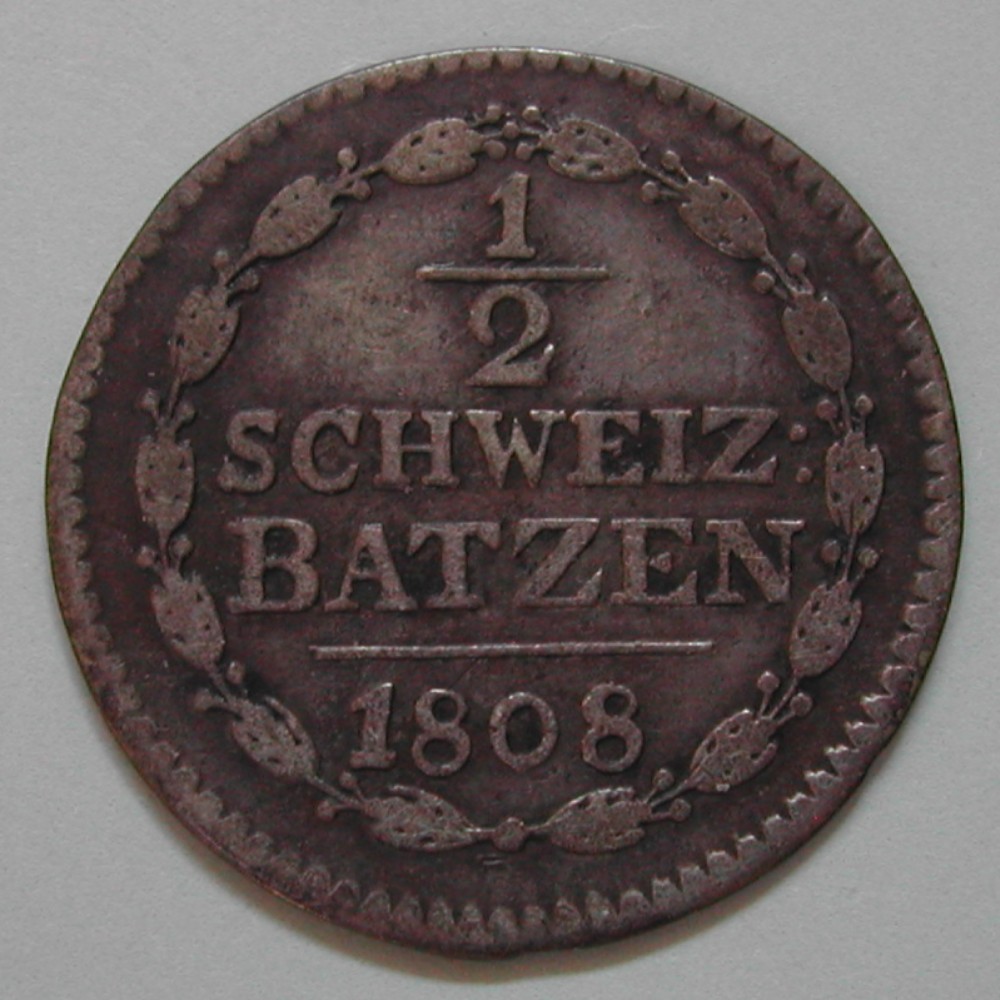 1
2
SCHWEIZ:
BATZEN
1808